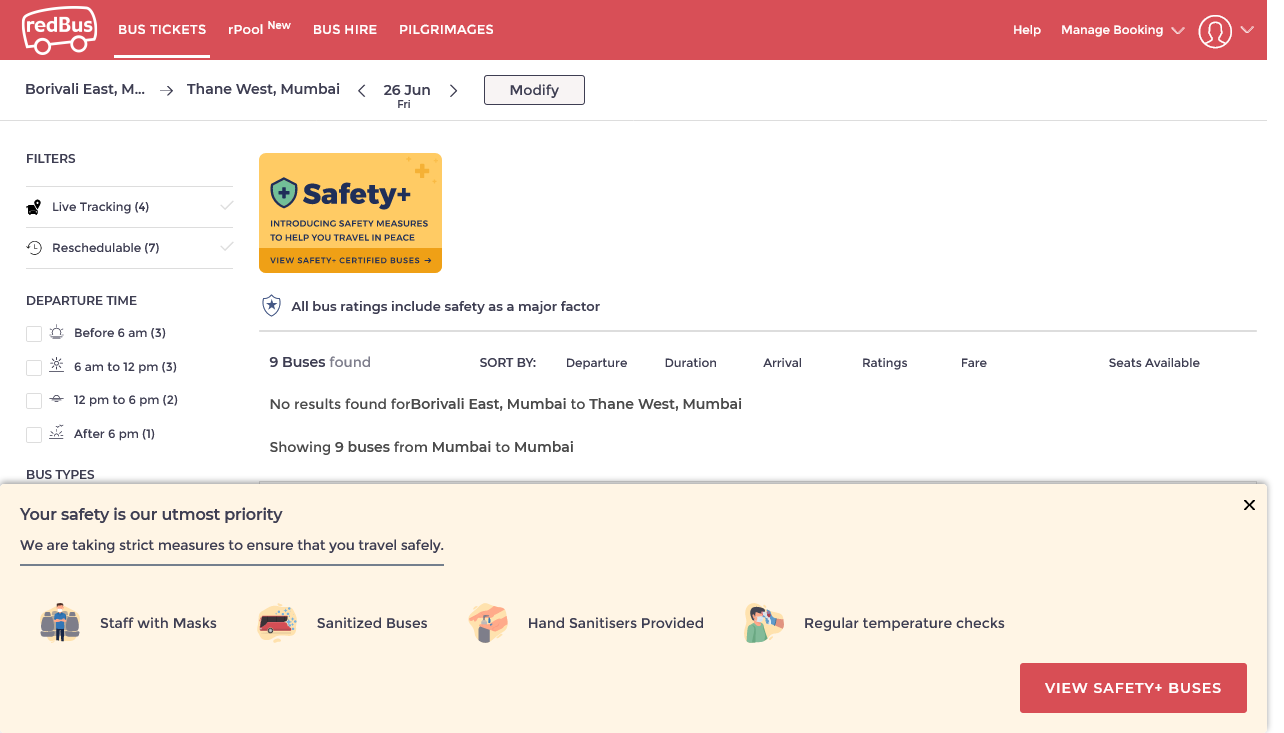 redBus
BUS TICKETS
rPool New
BUS HIRE
PILGRIMAGES
Help
Manage Booking
Borivali East, M...
Thane West, Mumbai
26 Jun
Fri
Modify
FILTERS
Live Tracking (4)
Reschedulable (7)
DEPARTURE TIME
Before 6 am (3)
6 am to 12 pm (3)
12 pm to 6 pm (2)
After 6 pm (1)
BUS TYPES
Safety+
INTRODUCING SAFETY MEASURES
TO HELP YOU TRAVEL IN PEACE
VIEW SAFETY+ CERTIFIED BUSES →
All bus ratings include safety as a major factor
9 Buses found
SORT BY:
Departure
Duration
Arrival
Ratings
Fare
Seats Available
No results found forBorivali East, Mumbai to Thane West, Mumbai
Showing 9 buses from Mumbai to Mumbai
Your safety is our utmost priority
We are taking strict measures to ensure that you travel safely.
Staff with Masks
Sanitized Buses
Hand Sanitisers Provided
Regular temperature checks
VIEW SAFETY+ BUSES